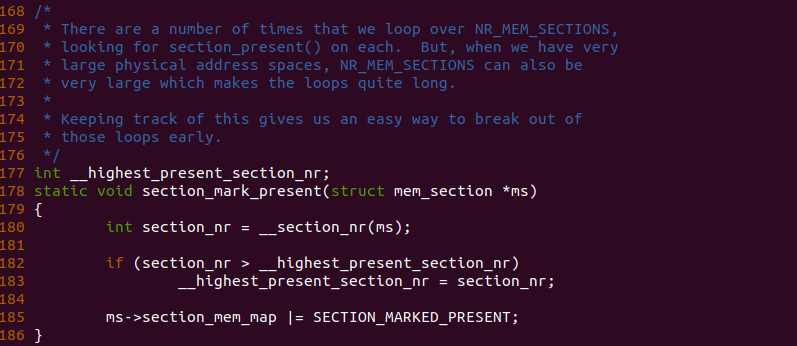 168 /*
169  * There are a number of times that we loop over NR_MEM_SECTIONS,
170  * looking for section_present() on each.  But, when we have very
171  * large physical address spaces, NR_MEM_SECTIONS can also be
172  * very large which makes the loops quite long.
173  *
174  * Keeping track of this gives us an easy way to break out of
175  * those loops early.
176  */
177 int __highest_present_section_nr;
178 static void section_mark_present(struct mem_section *ms)
179 {
180         int section_nr = __section_nr(ms);
181
182         if (section_nr > __highest_present_section_nr)
183                 __highest_present_section_nr = section_nr;
184
185         ms->section_mem_map |= SECTION_MARKED_PRESENT;
186 }